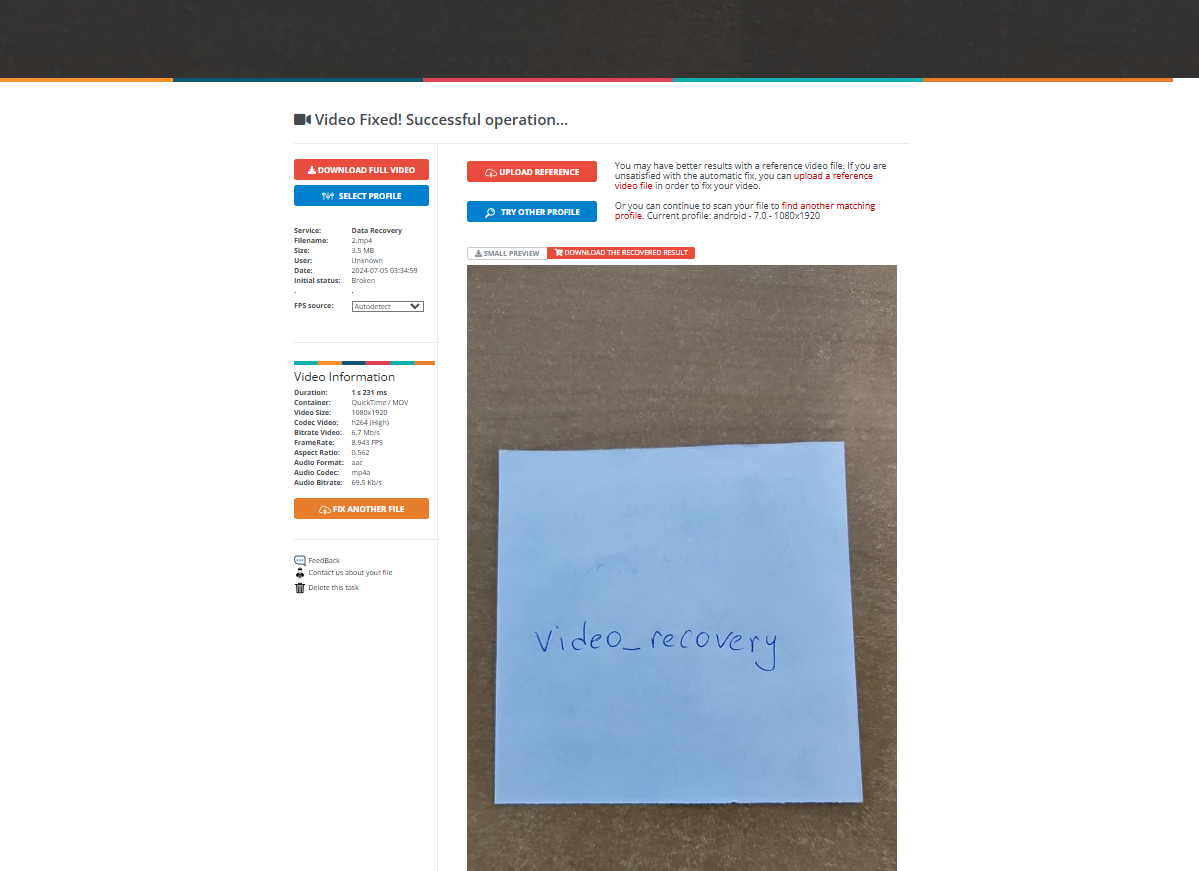 Video Fixed! Successful operation...
DOWNLOAD FULL VIDEO
SELECT PROFILE
Service: Data Recovery
Filename: 2.mp4
Size: 3.5 MB
User: Unknown
Date: 2024-07-05 03:34:59
Initial status: Broken
. .
FPS source: Autodetect
Video Information
Duration: 1 s 231 ms
Container: QuickTime / MOV
Video Size: 1080x1920
Codec Video: h264 (High)
Bitrate Video: 6.7 Mb/s
FrameRate: 8.943 FPS
Aspect Ratio: 0.562
Audio Format: aac
Audio Codec: mp4a
Audio Bitrate: 69.5 Kb/s
FIX ANOTHER FILE
FeedBack
Contact us about your file
Delete this task
UPLOAD REFERENCE
You may have better results with a reference video file. If you are
unsatisfied with the automatic fix, you can upload a reference
video file in order to fix your video.
TRY OTHER PROFILE
Or you can continue to scan your file to find another matching
profile. Current profile: android - 7.0 - 1080x1920
SMALL PREVIEW
DOWNLOAD THE RECOVERED RESULT
video_recovery